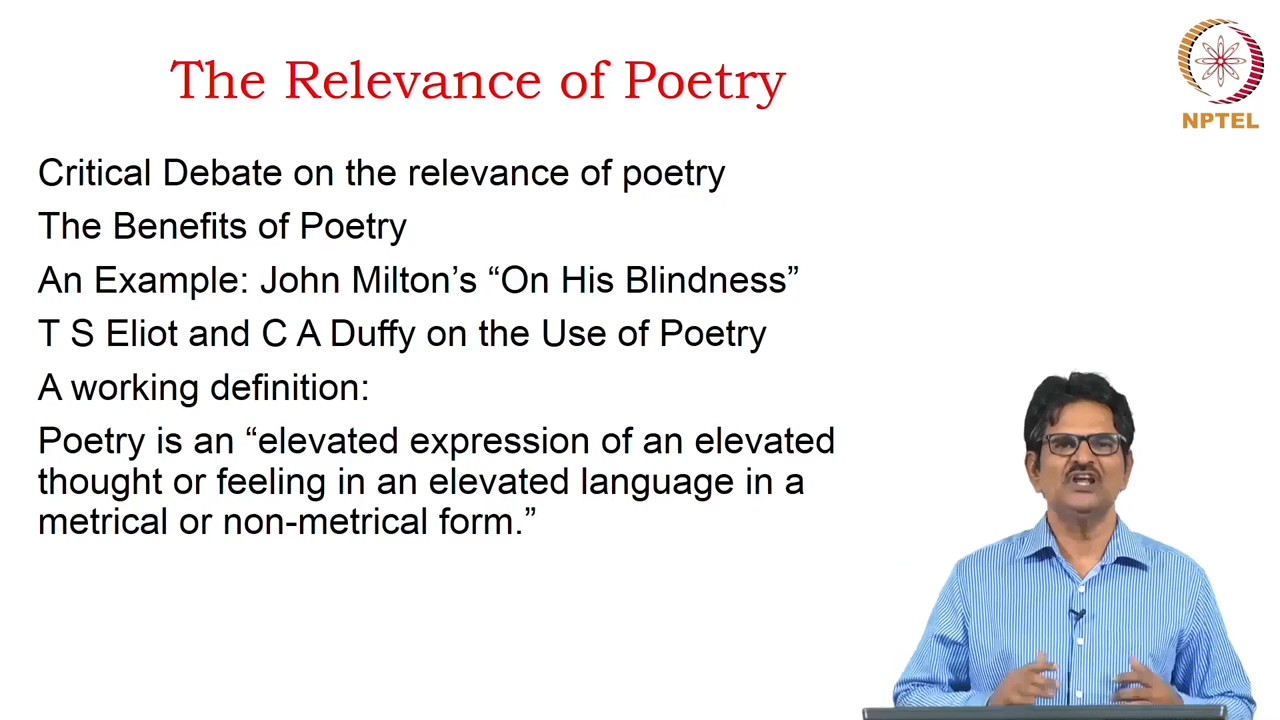 The Relevance of Poetry
NPTEL
Critical Debate on the relevance of poetry
The Benefits of Poetry
An Example: John Milton’s “On His Blindness”
T S Eliot and C A Duffy on the Use of Poetry
A working definition:
Poetry is an “elevated expression of an elevated
thought or feeling in an elevated language in a
metrical or non-metrical form.”